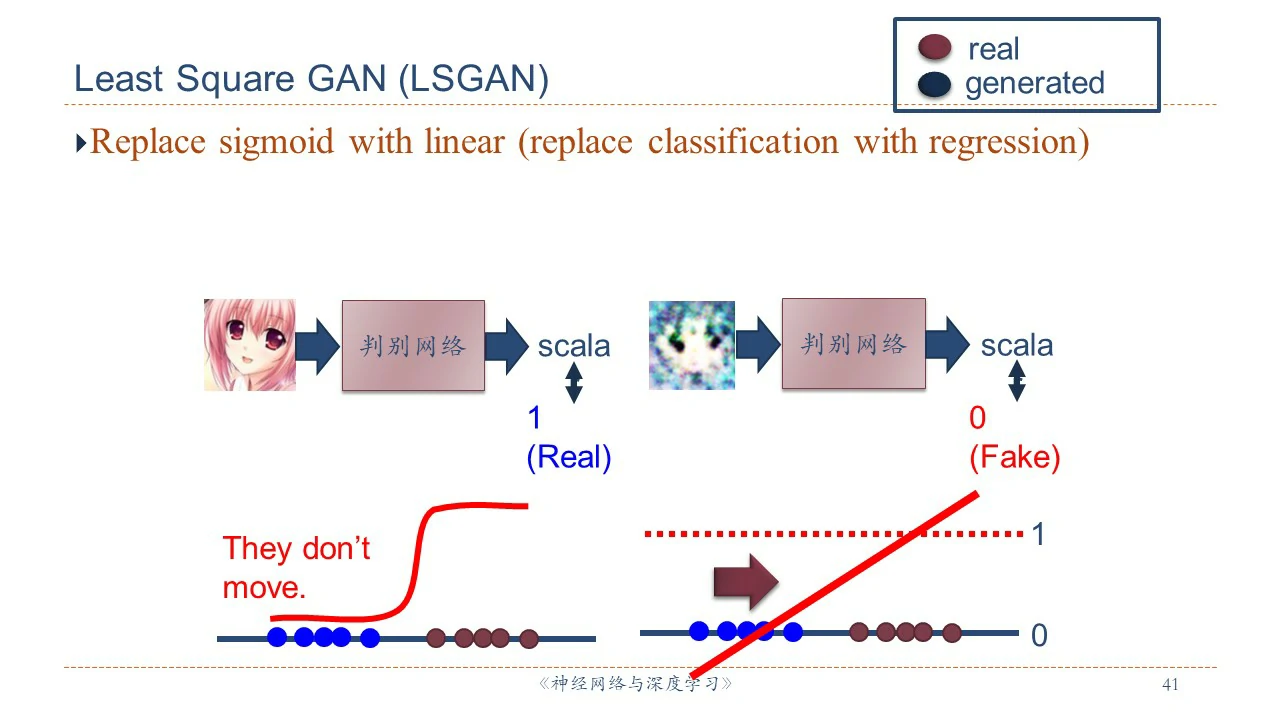 real
generated
Least Square GAN (LSGAN)
Replace sigmoid with linear (replace classification with regression)
判别网络
scala
判别网络
scala
1
(Real)
0
(Fake)
They don’t
move.
1
0
《神经网络与深度学习》
41